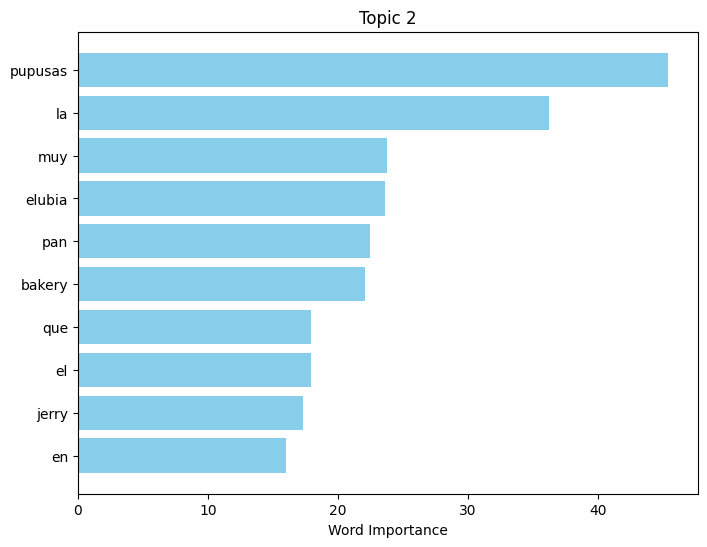 Topic 2
pupusas
la
muy
elubia
pan
bakery
que
el
jerry
en
0 10 20 30 40
Word Importance